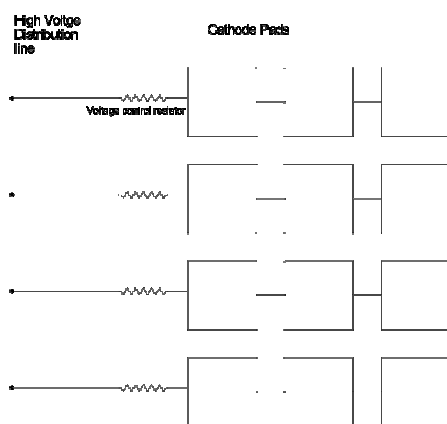 High Voltge
Distribution
line
Cathode Pads
Voltage control resistor